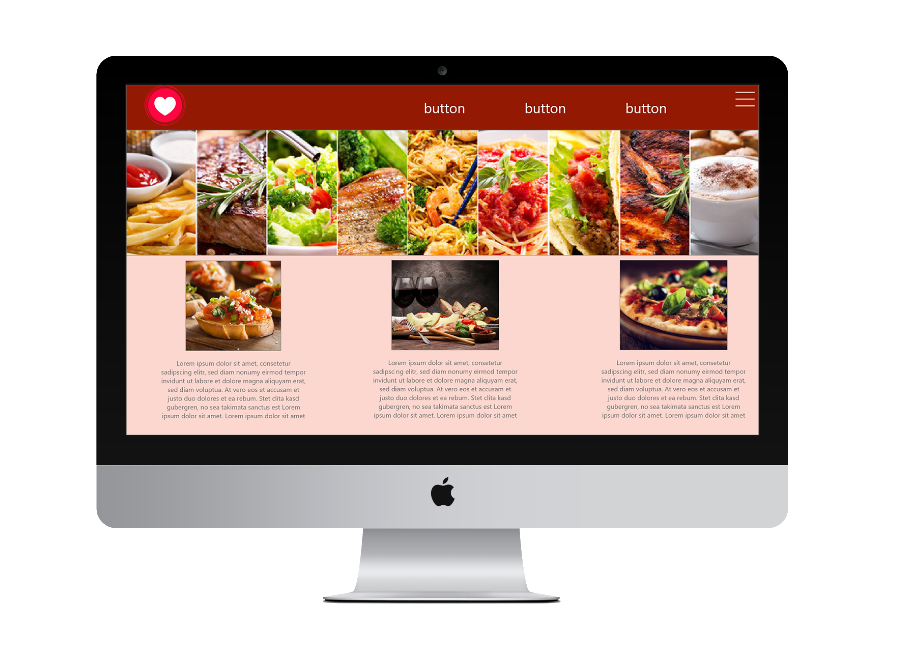 button button button
Lorem ipsum dolor sit amet, consetetur
sadipscing elitr, sed diam nonumy eirmod tempor
invidunt ut labore et dolore magna aliquyam erat,
sed diam voluptua. At vero eos et accusam et
justo duo dolores et ea rebum. Stet clita kasd
gubergren, no sea takimata sanctus est Lorem
ipsum dolor sit amet. Lorem ipsum dolor sit amet
Lorem ipsum dolor sit amet, consetetur
sadipscing elitr, sed diam nonumy eirmod tempor
invidunt ut labore et dolore magna aliquyam erat,
sed diam voluptua. At vero eos et accusam et
justo duo dolores et ea rebum. Stet clita kasd
gubergren, no sea takimata sanctus est Lorem
ipsum dolor sit amet. Lorem ipsum dolor sit amet
Lorem ipsum dolor sit amet, consetetur
sadipscing elitr, sed diam nonumy eirmod tempor
invidunt ut labore et dolore magna aliquyam erat,
sed diam voluptua. At vero eos et accusam et
justo duo dolores et ea rebum. Stet clita kasd
gubergren, no sea takimata sanctus est Lorem
ipsum dolor sit amet. Lorem ipsum dolor sit amet